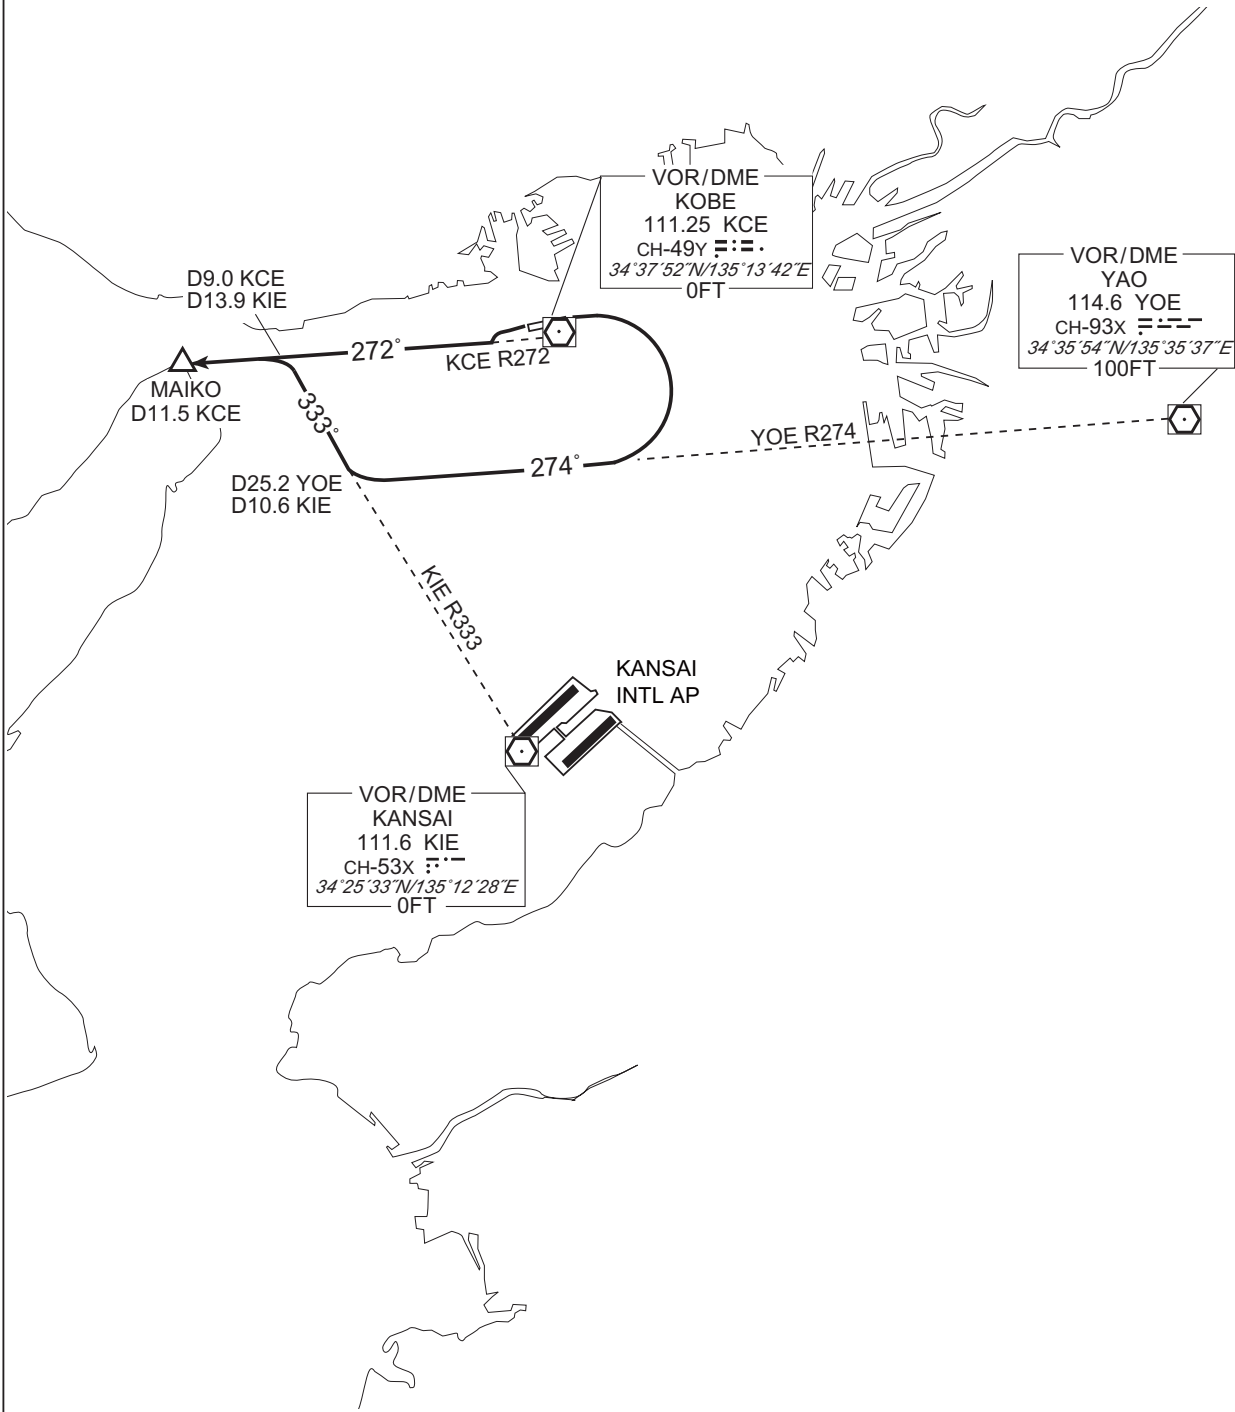 VOR/DME
KOBE
111.25 KCE
CH-49Y
34°37´52˝N/135°13´42˝E
0FT
VOR/DME
YAO
114.6 YOE
CH-93X
34°35´54˝N/135°35´37˝E
100FT
D9.0 KCE
D13.9 KIE
272°
KCE R272
MAIKO
D11.5 KCE
333°
YOE R274
274°
D25.2 YOE
D10.6 KIE
KIE R333
KANSAI
INTL AP
VOR/DME
KANSAI
111.6 KIE
CH-53X
34°25´33˝N/135°12´28˝E
0FT